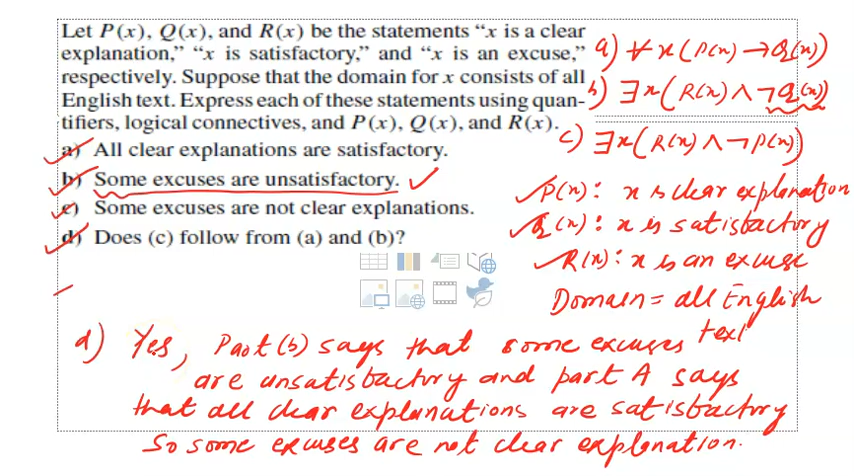 Let P(x), Q(x), and R(x) be the statements “x is a clear
explanation,” “x is satisfactory,” and “x is an excuse,”
respectively. Suppose that the domain for x consists of all
English text. Express each of these statements using quan-
tifiers, logical connectives, and P(x), Q(x), and R(x).
a) All clear explanations are satisfactory.
b) Some excuses are unsatisfactory.
c) Some excuses are not clear explanations.
d) Does (c) follow from (a) and (b)?
a) ∀x(P(x)→Q(x))
b) ∃x(R(x)∧¬Q(x))
c) ∃x(R(x)∧¬P(x))
P(x): x is clear explanation
Q(x): x is satisfactory
R(x): x is an excuse
Domain = all English
text
d) Yes, Part(b) says that some excuses
are unsatisfactory and part A says
that all clear explanations are satisfactory
So some excuses are not clear explanation.